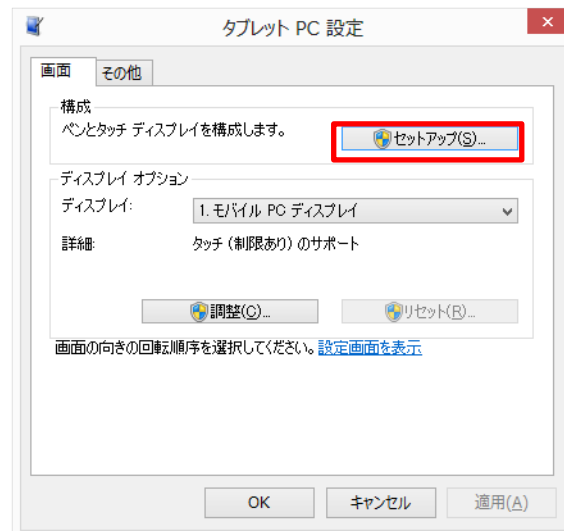 タブレット PC 設定
画面 その他
構成
ペンとタッチ ディスプレイを構成します。 セットアップ(S)...
ディスプレイ オプション
ディスプレイ: 1. モバイル PC ディスプレイ
詳細: タッチ (制限あり) のサポート
調整(C)... リセット(R)...
画面の向きの回転順序を選択してください。設定画面を表示
OK キャンセル 適用(A)